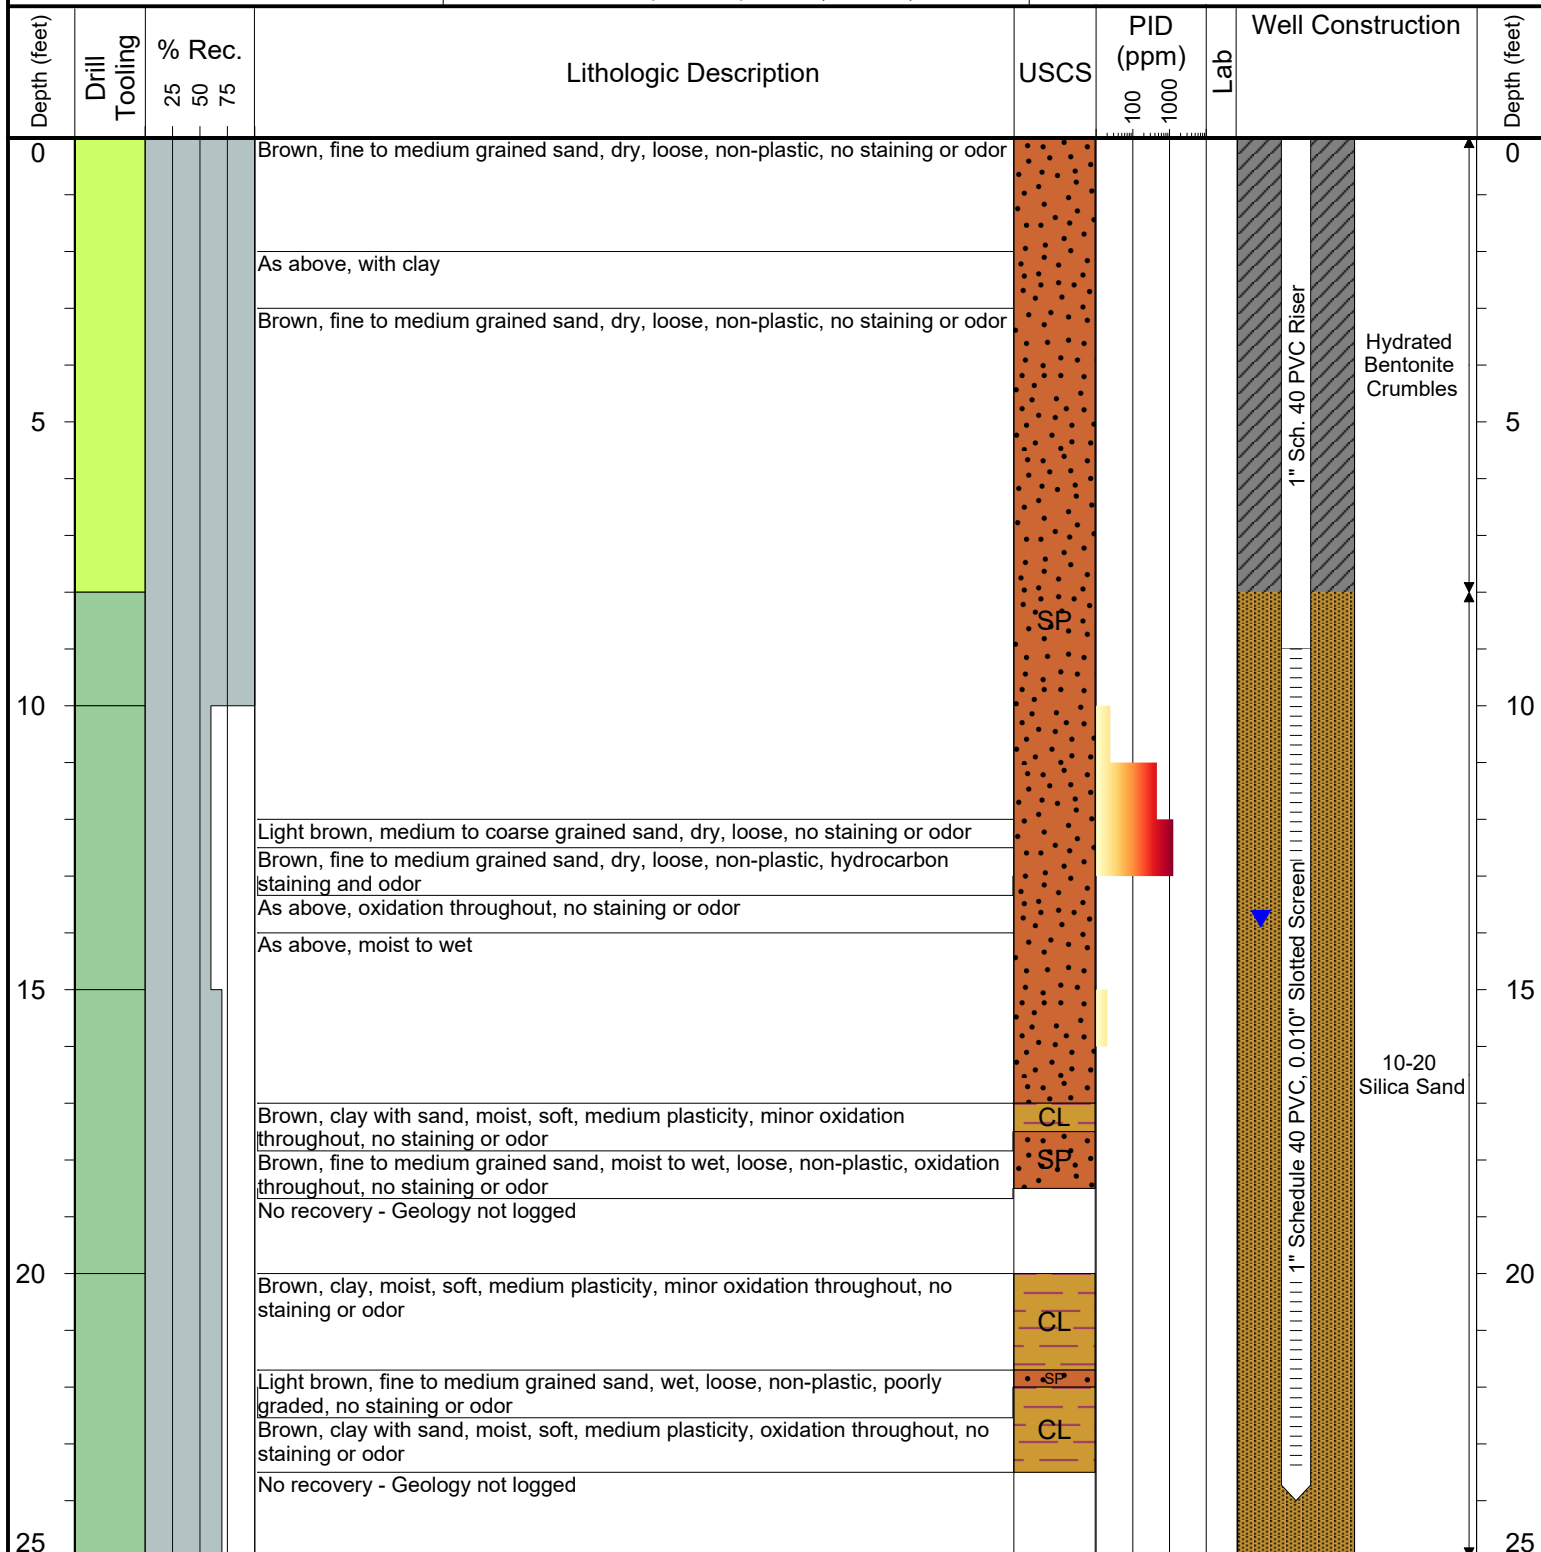 Depth (feet)
Drill
Tooling
% Rec.
25 50 75
Lithologic Description
USCS
PID
(ppm)
100 1000
Lab
Well Construction
Depth (feet)
0
5
10
15
20
25
Brown, fine to medium grained sand, dry, loose, non-plastic, no staining or odor
As above, with clay
Brown, fine to medium grained sand, dry, loose, non-plastic, no staining or odor
Light brown, medium to coarse grained sand, dry, loose, no staining or odor
Brown, fine to medium grained sand, dry, loose, non-plastic, hydrocarbon
staining and odor
As above, oxidation throughout, no staining or odor
As above, moist to wet
Brown, clay with sand, moist, soft, medium plasticity, minor oxidation
throughout, no staining or odor
Brown, fine to medium grained sand, moist to wet, loose, non-plastic, oxidation
throughout, no staining or odor
No recovery - Geology not logged
Brown, clay, moist, soft, medium plasticity, minor oxidation throughout, no
staining or odor
Light brown, fine to medium grained sand, wet, loose, non-plastic, poorly
graded, no staining or odor
Brown, clay with sand, moist, soft, medium plasticity, oxidation throughout, no
staining or odor
No recovery - Geology not logged
SP
CL
SP
CL
SP
CL
1" Sch. 40 PVC Riser
1" Schedule 40 PVC, 0.010" Slotted Screen
Hydrated
Bentonite
Crumbles
10-20
Silica Sand
0
5
10
15
20
25